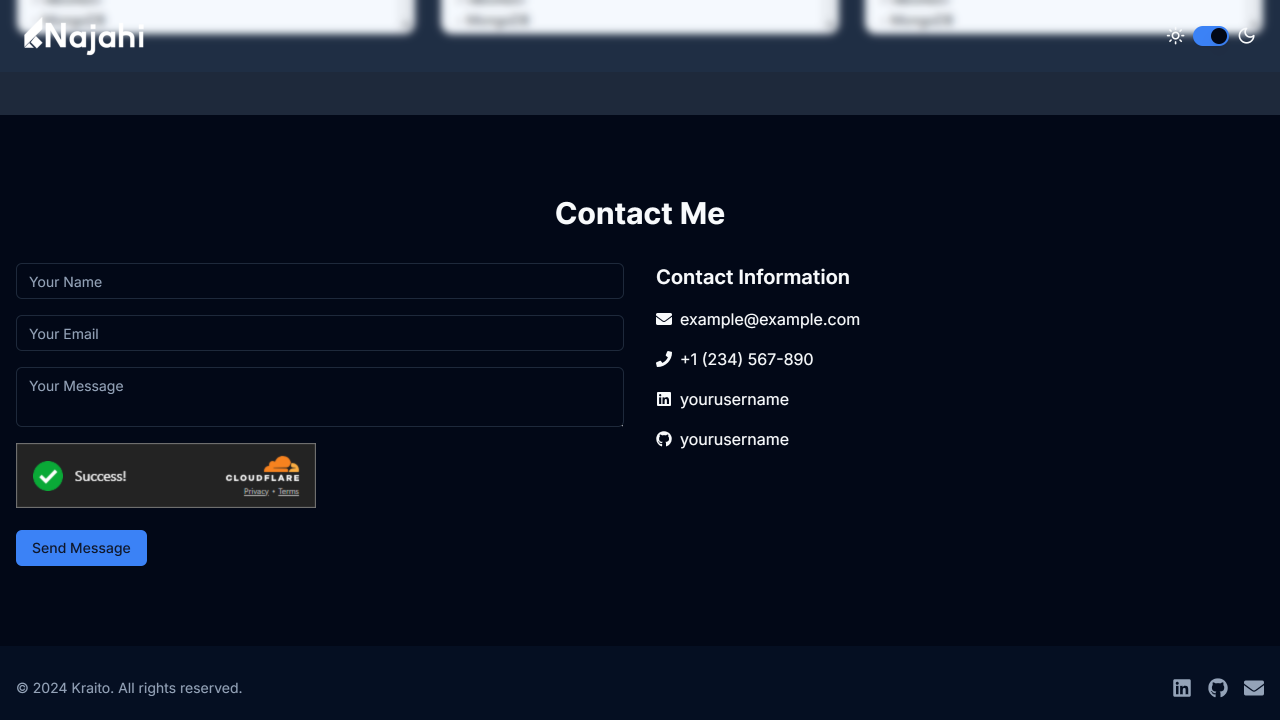 Najahi
Contact Me
Your Name
Your Email
Your Message
Success!
CLOUDFLARE
Privacy • Terms
Send Message
Contact Information
example@example.com
+1 (234) 567-890
yourusername
yourusername
© 2024 Kraito. All rights reserved.